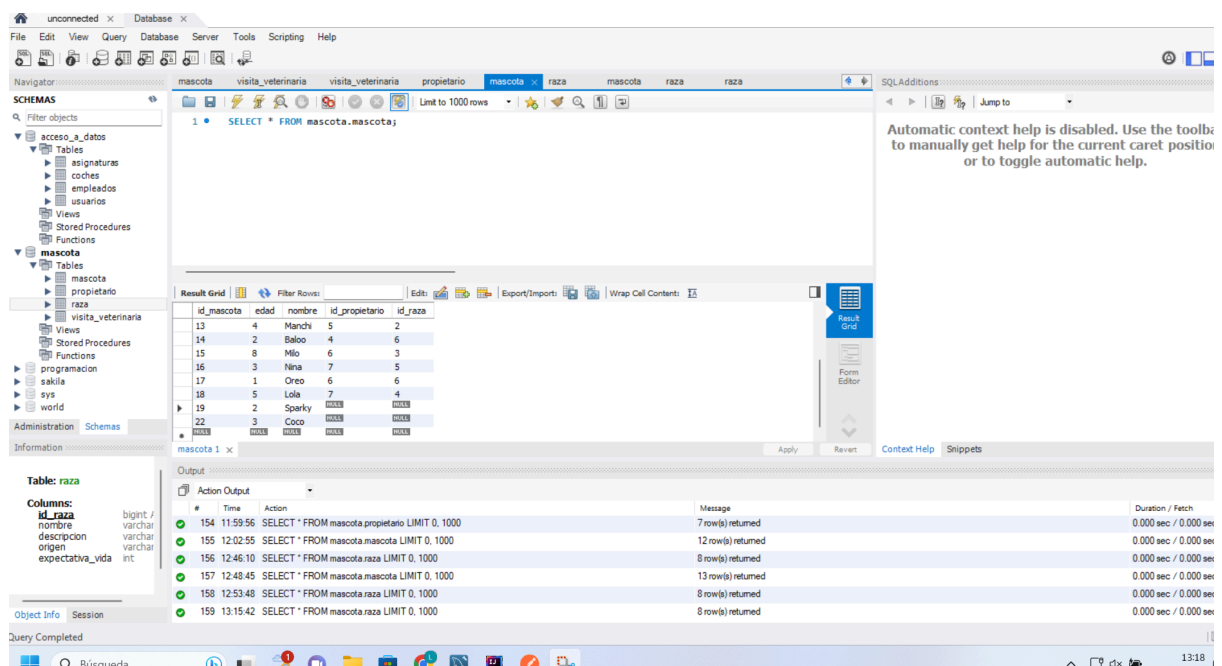 unconnected × Database ×
File Edit View Query Database Server Tools Scripting Help
Navigator
SCHEMAS
Filter objects
acceso_a_datos
Tables
asignaturas
coches
empleados
usuarios
Views
Stored Procedures
Functions
mascota
Tables
mascota
propietario
raza
visita_veterinaria
Views
Stored Procedures
Functions
programacion
sakila
sys
world
Administration Schemas
Information
Table: raza
Columns:
id_raza bigint
nombre varchar
descripcion varchar
origen varchar
expectativa_vida int
Object Info Session
Query Completed
mascota visita_veterinaria visita_veterinaria propietario mascota × raza mascota raza raza
Limit to 1000 rows
1 SELECT * FROM mascota.mascota;
Result Grid Filter Rows: Edit: Export/Import: Wrap Cell Content:
id_mascota edad nombre id_propietario id_raza
13 4 Manchi 5 2
14 2 Baloo 4 6
15 8 Milo 6 3
16 3 Nina 7 5
17 1 Oreo 6 6
18 5 Lola 7 4
19 2 Sparky NULL NULL
22 3 Coco NULL NULL
NULL NULL NULL NULL NULL
Result
Grid
Form
Editor
mascota 1 × Apply Revert
SQLAdditions
Jump to
Automatic context help is disabled. Use the toolba
to manually get help for the current caret position
or to toggle automatic help.
Context Help Snippets
Output
Action Output
# Time Action Message Duration / Fetch
154 11:59:56 SELECT * FROM mascota.propietario LIMIT 0, 1000 7 row(s) returned 0.000 sec / 0.000 sec
155 12:02:55 SELECT * FROM mascota.mascota LIMIT 0, 1000 12 row(s) returned 0.000 sec / 0.000 sec
156 12:46:10 SELECT * FROM mascota.raza LIMIT 0, 1000 8 row(s) returned 0.000 sec / 0.000 sec
157 12:48:45 SELECT * FROM mascota.mascota LIMIT 0, 1000 13 row(s) returned 0.000 sec / 0.000 sec
158 12:53:48 SELECT * FROM mascota.raza LIMIT 0, 1000 8 row(s) returned 0.000 sec / 0.000 sec
159 13:15:42 SELECT * FROM mascota.raza LIMIT 0, 1000 8 row(s) returned 0.000 sec / 0.000 sec
Búsqueda
13:18